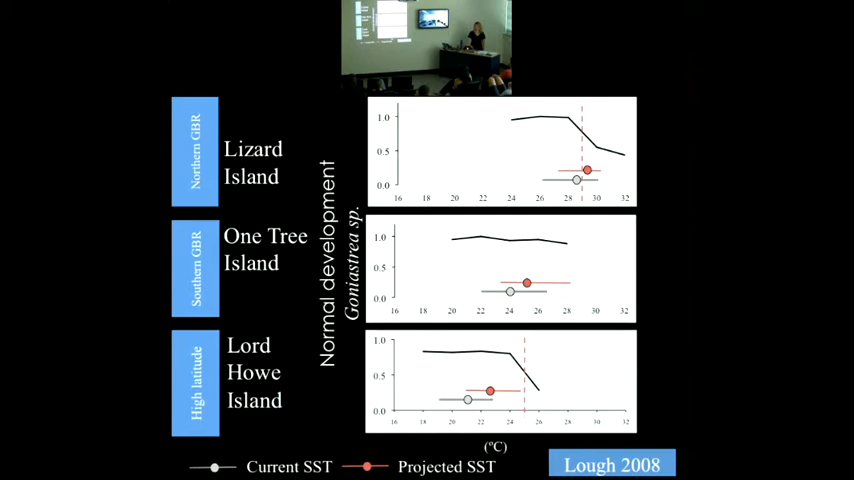 Northern GBR
Lizard
Island
1.0
0.5
0.0
16 18 20 22 24 26 28 30 32
Southern GBR
One Tree
Island
1.0
0.5
0.0
16 18 20 22 24 26 28 30 32
High latitude
Lord
Howe
Island
1.0
0.5
0.0
16 18 20 22 24 26 28 30 32
Normal development
Goniastrea sp.
(°C)
Current SST
Projected SST
Lough 2008